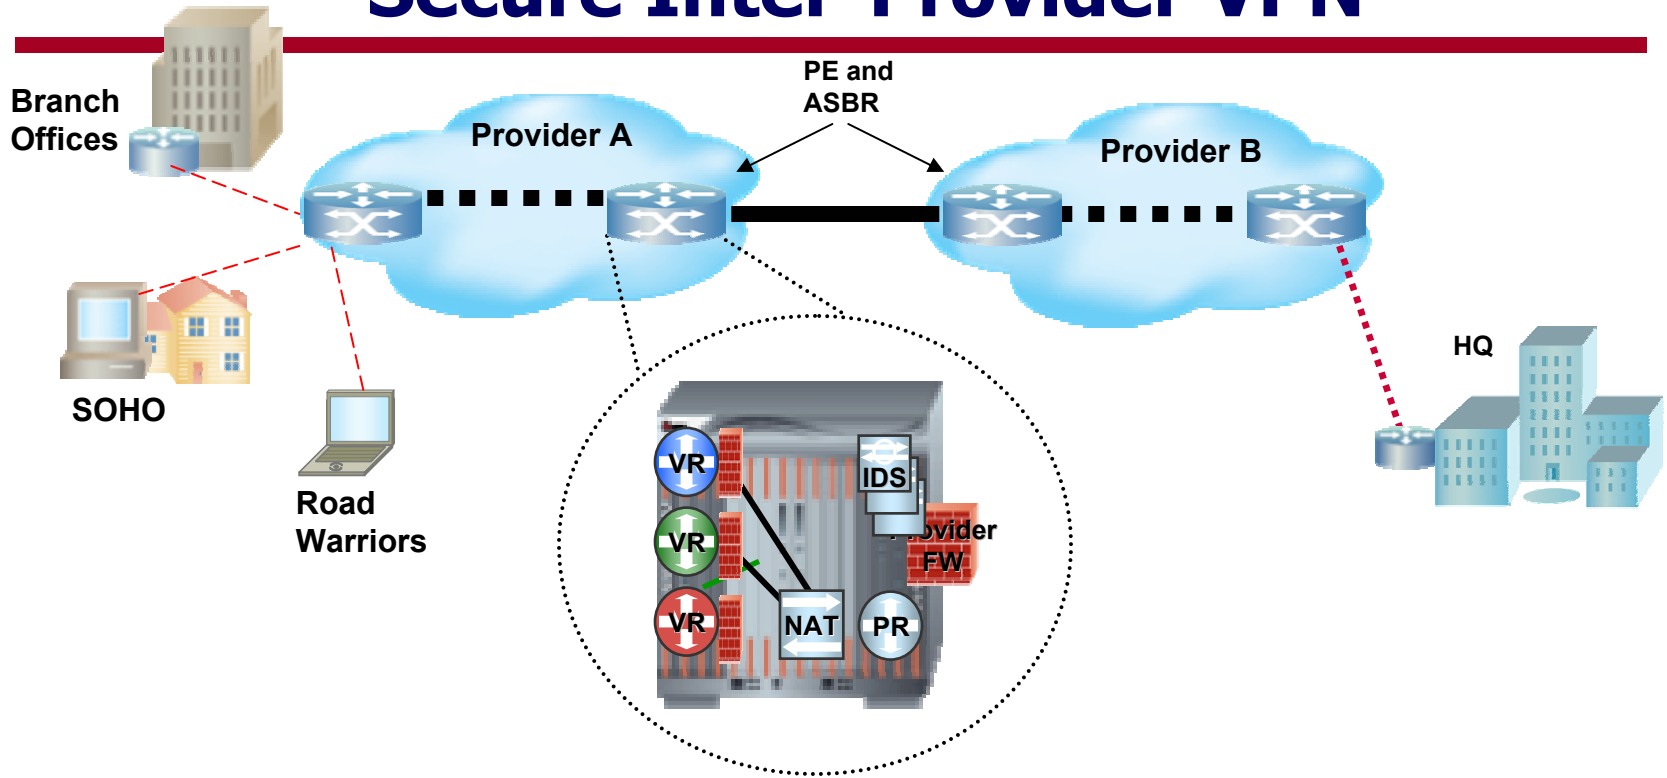 Secure Inter-Provider VPN
PE and
ASBR
Branch
Offices
Provider A
Provider B
HQ
SOHO
Road
Warriors
VR
IDS
VR
FW
VR
NAT
PR